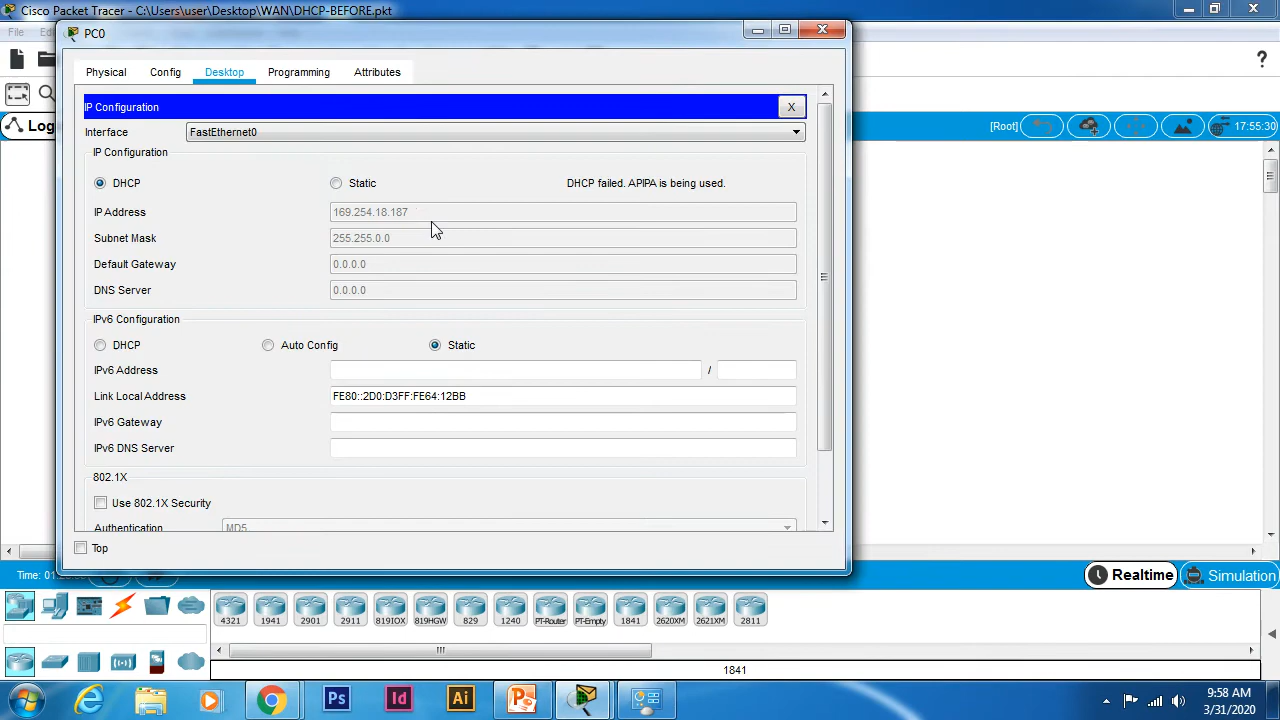 Cisco Packet Tracer - C:\Users\user\Desktop\WAN\DHCP-BEFORE.pkt
PC0
File
Physical Config Desktop Programming Attributes
IP Configuration X
Log
[Root] 17:55:30
Interface FastEthernet0
IP Configuration
DHCP Static DHCP failed. APIPA is being used.
IP Address 169.254.18.187
Subnet Mask 255.255.0.0
Default Gateway 0.0.0.0
DNS Server 0.0.0.0
IPv6 Configuration
DHCP Auto Config Static
IPv6 Address /
Link Local Address FE80::2D0:D3FF:FE64:12BB
IPv6 Gateway
IPv6 DNS Server
802.1X
Use 802.1X Security
Authentication MD5
Top
Time: Realtime Simulation
4321 1941 2901 2911 819IOX 819HGW 829 1240 PT-Router PT-Empty 1841 2620XM 2621XM 2811
1841
Ps Id Ai
9:58 AM
3/31/2020